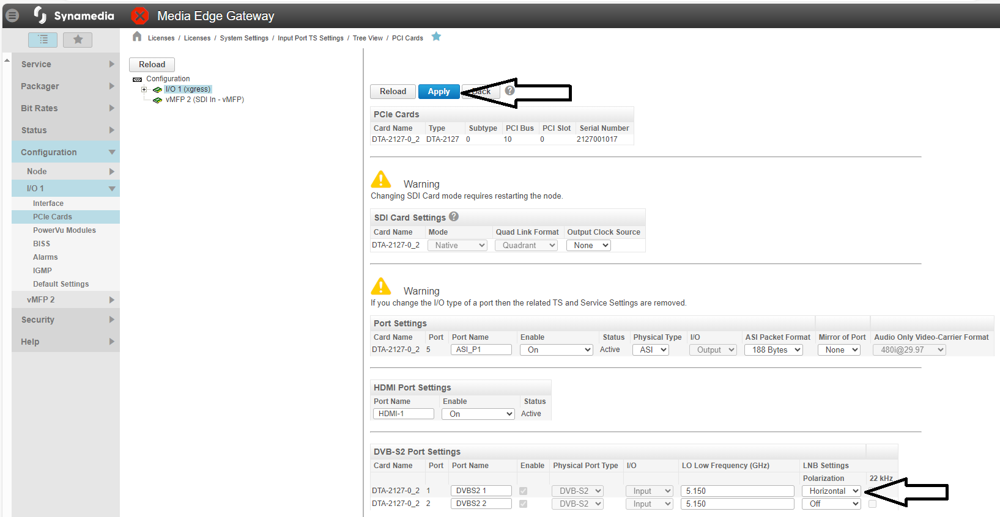 Synamedia
Media Edge Gateway
Licenses / Licenses / System Settings / Input Port TS Settings / Tree View / PCI Cards
Service
Packager
Bit Rates
Status
Configuration
Node
I/O 1
Interface
PCIe Cards
PowerVu Modules
BISS
Alarms
IGMP
Default Settings
vMFP 2
Security
Help
Reload
Configuration
I/O 1 (xgress)
vMFP 2 (SDI In - vMFP)
Reload Apply Back ?
PCIe Cards
Card Name Type Subtype PCI Bus PCI Slot Serial Number
DTA-2127-0_2 DTA-2127 0 10 0 2127001017
Warning
Changing SDI Card mode requires restarting the node.
SDI Card Settings ?
Card Name Mode Quad Link Format Output Clock Source
DTA-2127-0_2 Native Quadrant None
Warning
If you change the I/O type of a port then the related TS and Service Settings are removed.
Port Settings
Card Name Port Port Name Enable Status Physical Type I/O ASI Packet Format Mirror of Port Audio Only Video-Carrier Format
DTA-2127-0_2 5 ASI_P1 On Active ASI Output 188 Bytes None 480i@29.97
HDMI Port Settings
Port Name Enable Status
HDMI-1 On Active
DVB-S2 Port Settings
Card Name Port Port Name Enable Physical Port Type I/O LO Low Frequency (GHz) LNB Settings
Polarization 22 kHz
DTA-2127-0_2 1 DVBS2 1 DVB-S2 Input 5.150 Horizontal
DTA-2127-0_2 2 DVBS2 2 DVB-S2 Input 5.150 Off